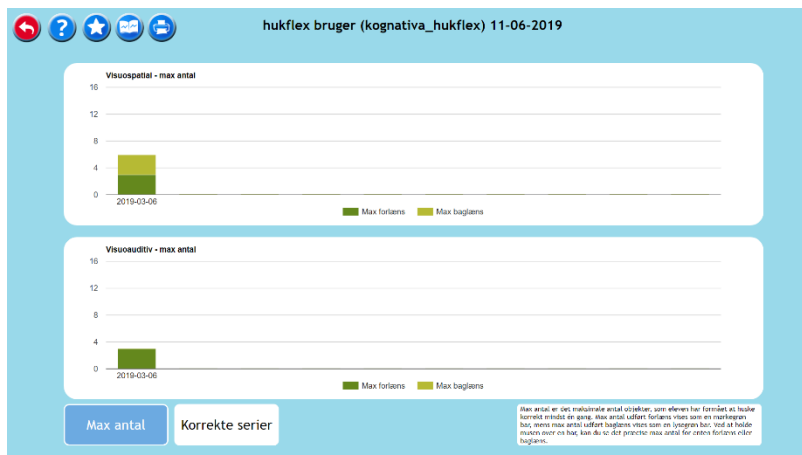 hukflex bruger (kognativa_hukflex) 11-06-2019
Visuospatial - max antal
16
12
8
4
0
2019-03-06
Max forlæns Max baglæns
Visuoauditiv - max antal
16
12
8
4
0
2019-03-06
Max forlæns Max baglæns
Max antal
Korrekte serier
Max antal er det maksimale antal objekter, som eleven har formået at huske
korrekt mindst én gang. Max antal udført forlæns vises som en mørkegrøn
bar, mens max antal udført baglæns vises som en lysegrøn bar. Ved at holde
musen over en bar, kan du se det præcise max antal for enten forlæns eller
baglæns.